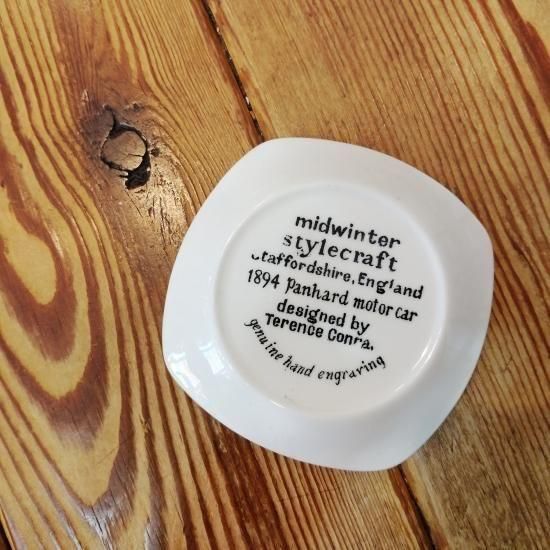 midwinter
stylecraft
taffordshire, England
1894 Panhard motor car
designed by
Terence Conra.
genuine hand engraving